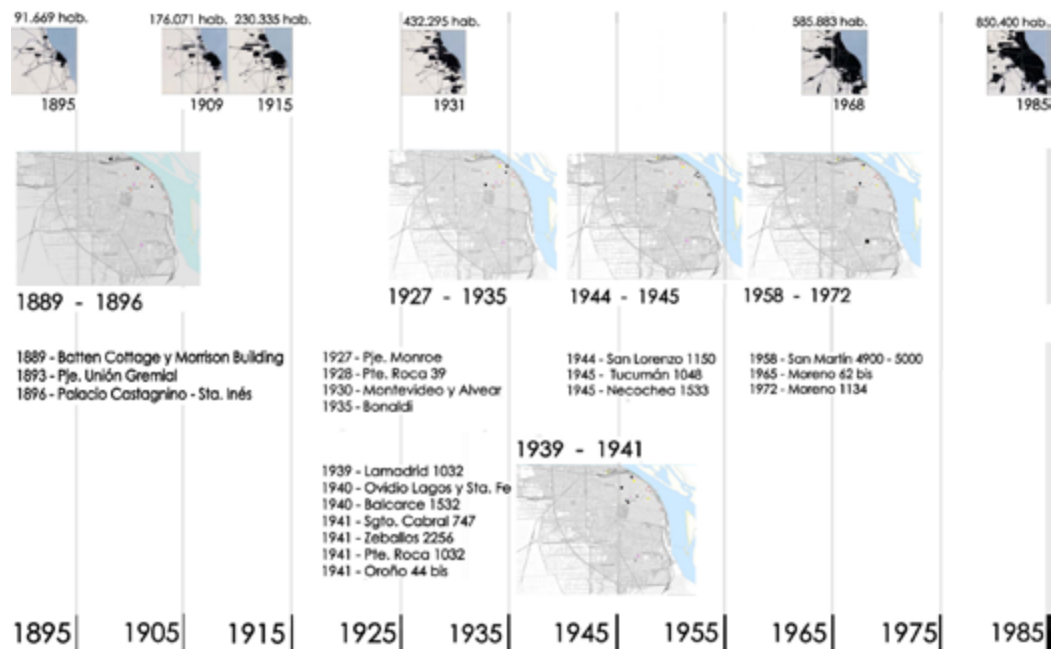 91.669 hab.
176.071 hab.
230.335 hab.
432.295 hab.
585.883 hab.
850.400 hab.
1895
1909
1915
1931
1968
1985
1889 - 1896
1927 - 1935
1944 - 1945
1958 - 1972
1889 - Batten Cottage y Morrison Building
1893 - Pje. Unión Gremial
1896 - Palacio Castagnino - Sta. Inés
1927 - Pje. Monroe
1928 - Pte. Roca 39
1930 - Montevideo y Alvear
1935 - Bonaldi
1944 - San Lorenzo 1150
1945 - Tucumán 1048
1945 - Necochea 1533
1958 - San Martín 4900 - 5000
1965 - Moreno 62 bis
1972 - Moreno 1134
1939 - 1941
1939 - Lamadrid 1032
1940 - Ovidio Lagos y Sta. Fe
1940 - Balcarce 1532
1941 - Sgto. Cabral 747
1941 - Zeballos 2256
1941 - Pte. Roca 1032
1941 - Oroño 44 bis
1895
1905
1915
1925
1935
1945
1955
1965
1975
1985